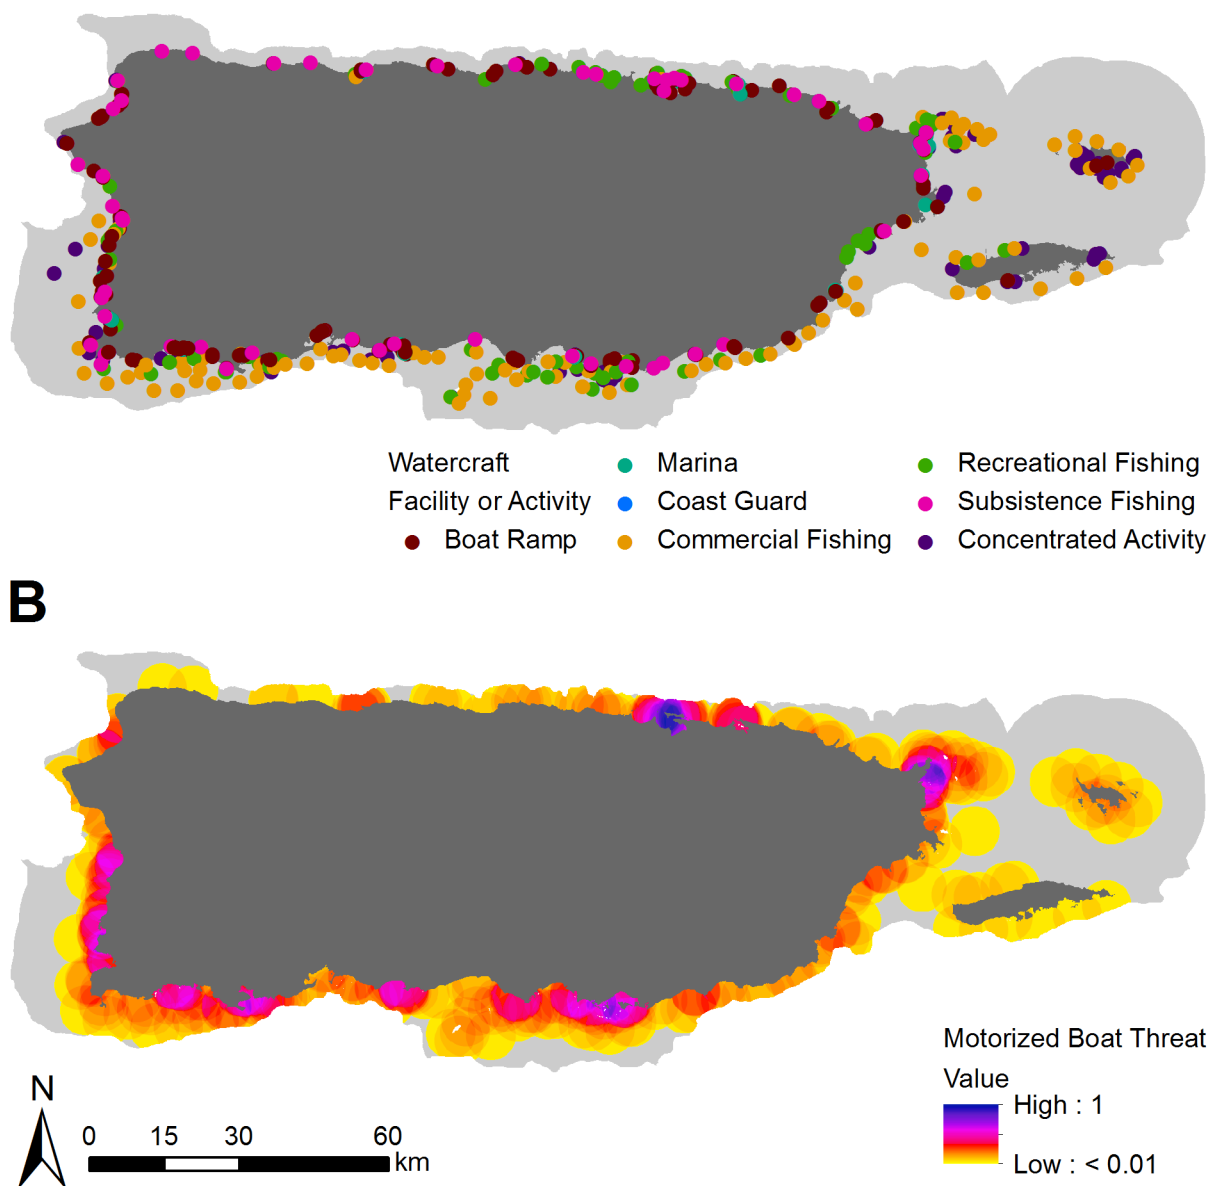 Watercraft
Facility or Activity
Boat Ramp
Marina
Coast Guard
Commercial Fishing
Recreational Fishing
Subsistence Fishing
Concentrated Activity
B
Motorized Boat Threat
Value
High : 1
Low : < 0.01
N
0 15 30 60
km